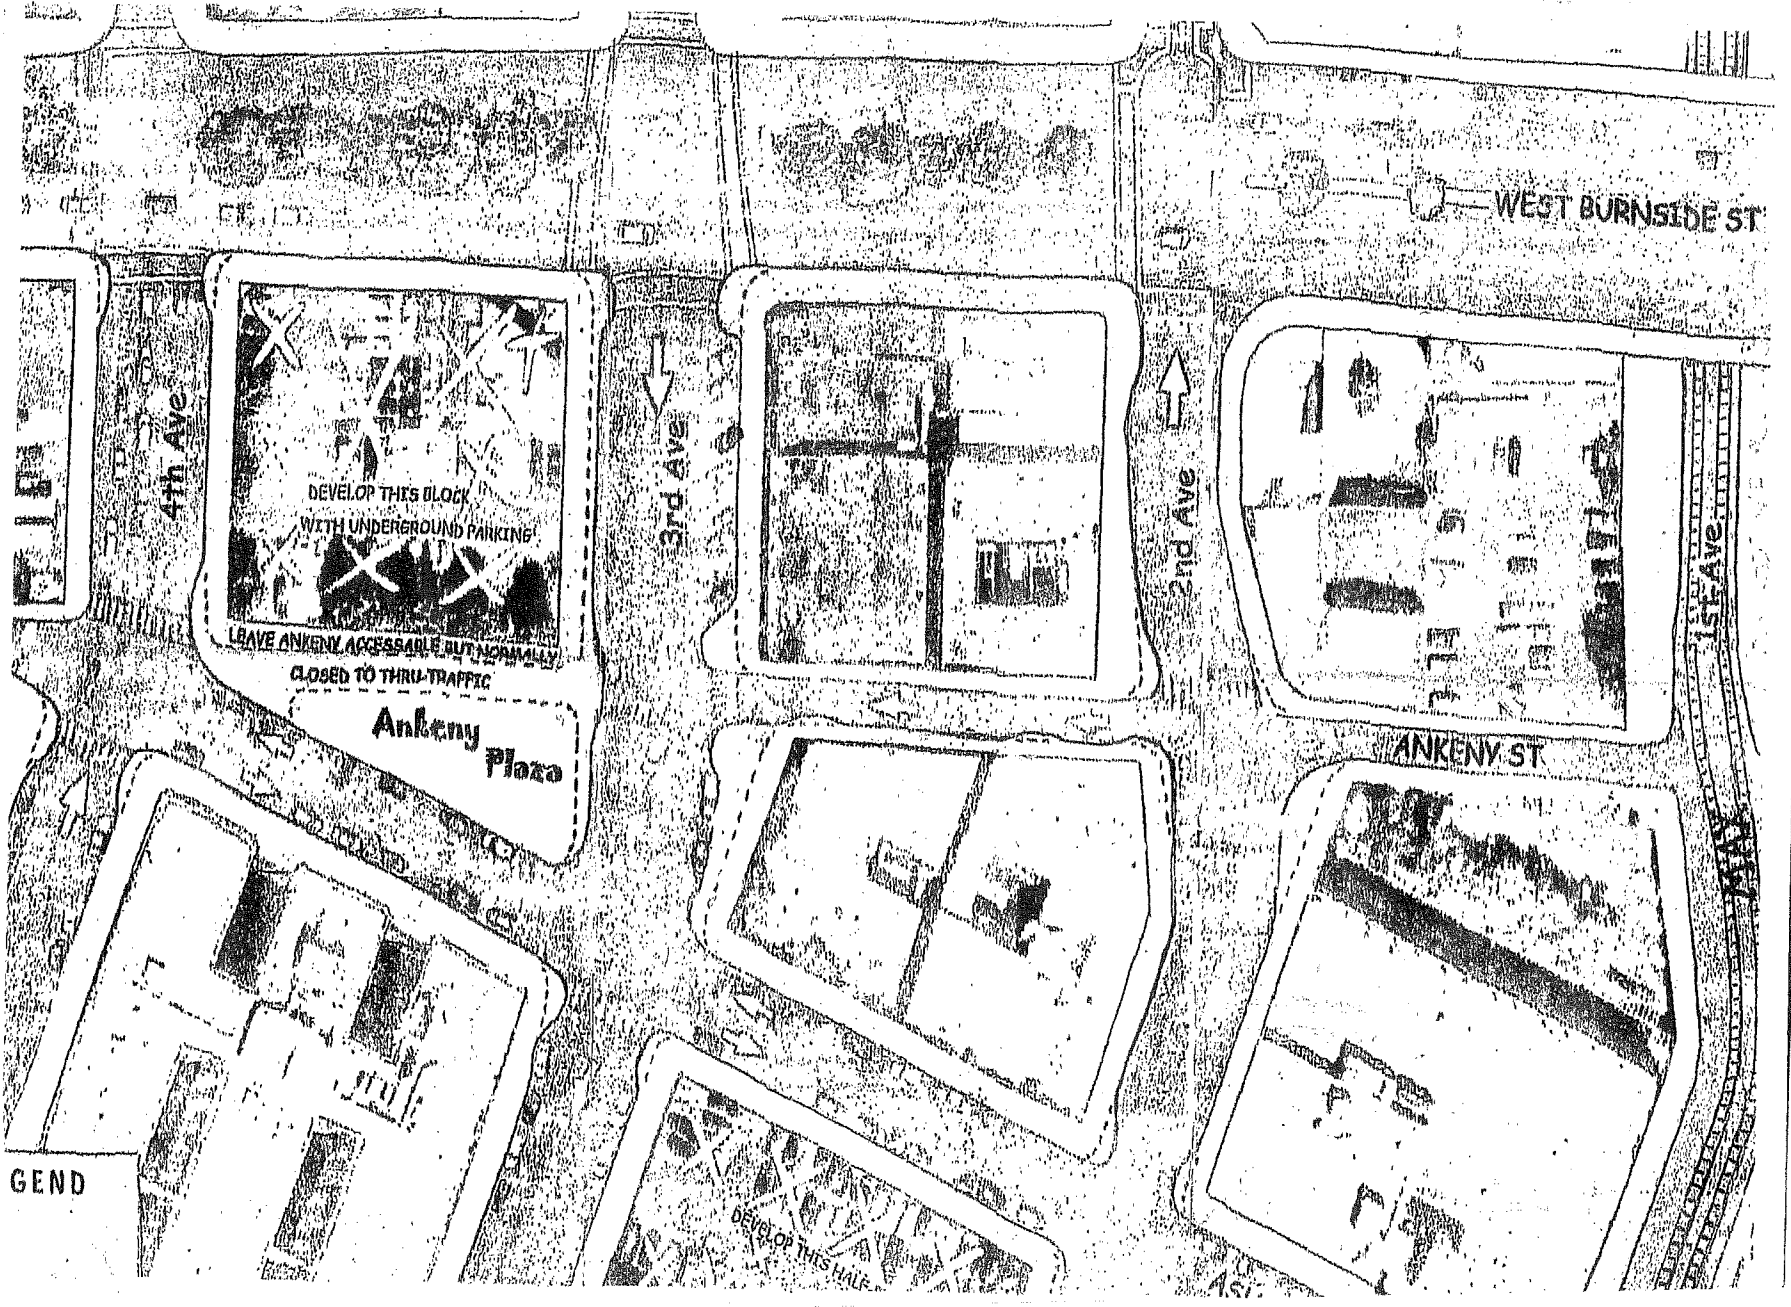 WEST BURNSIDE ST
4th Ave
3rd Ave
2nd Ave
1st Ave
DEVELOP THIS BLOCK
WITH UNDERGROUND PARKING
LEAVE ANKENY ACCESSABLE BUT NORMALLY
CLOSED TO THRU-TRAFFIC
Ankeny
Plaza
ANKENY ST
MAX
GEND
DEVELOP THIS HALF